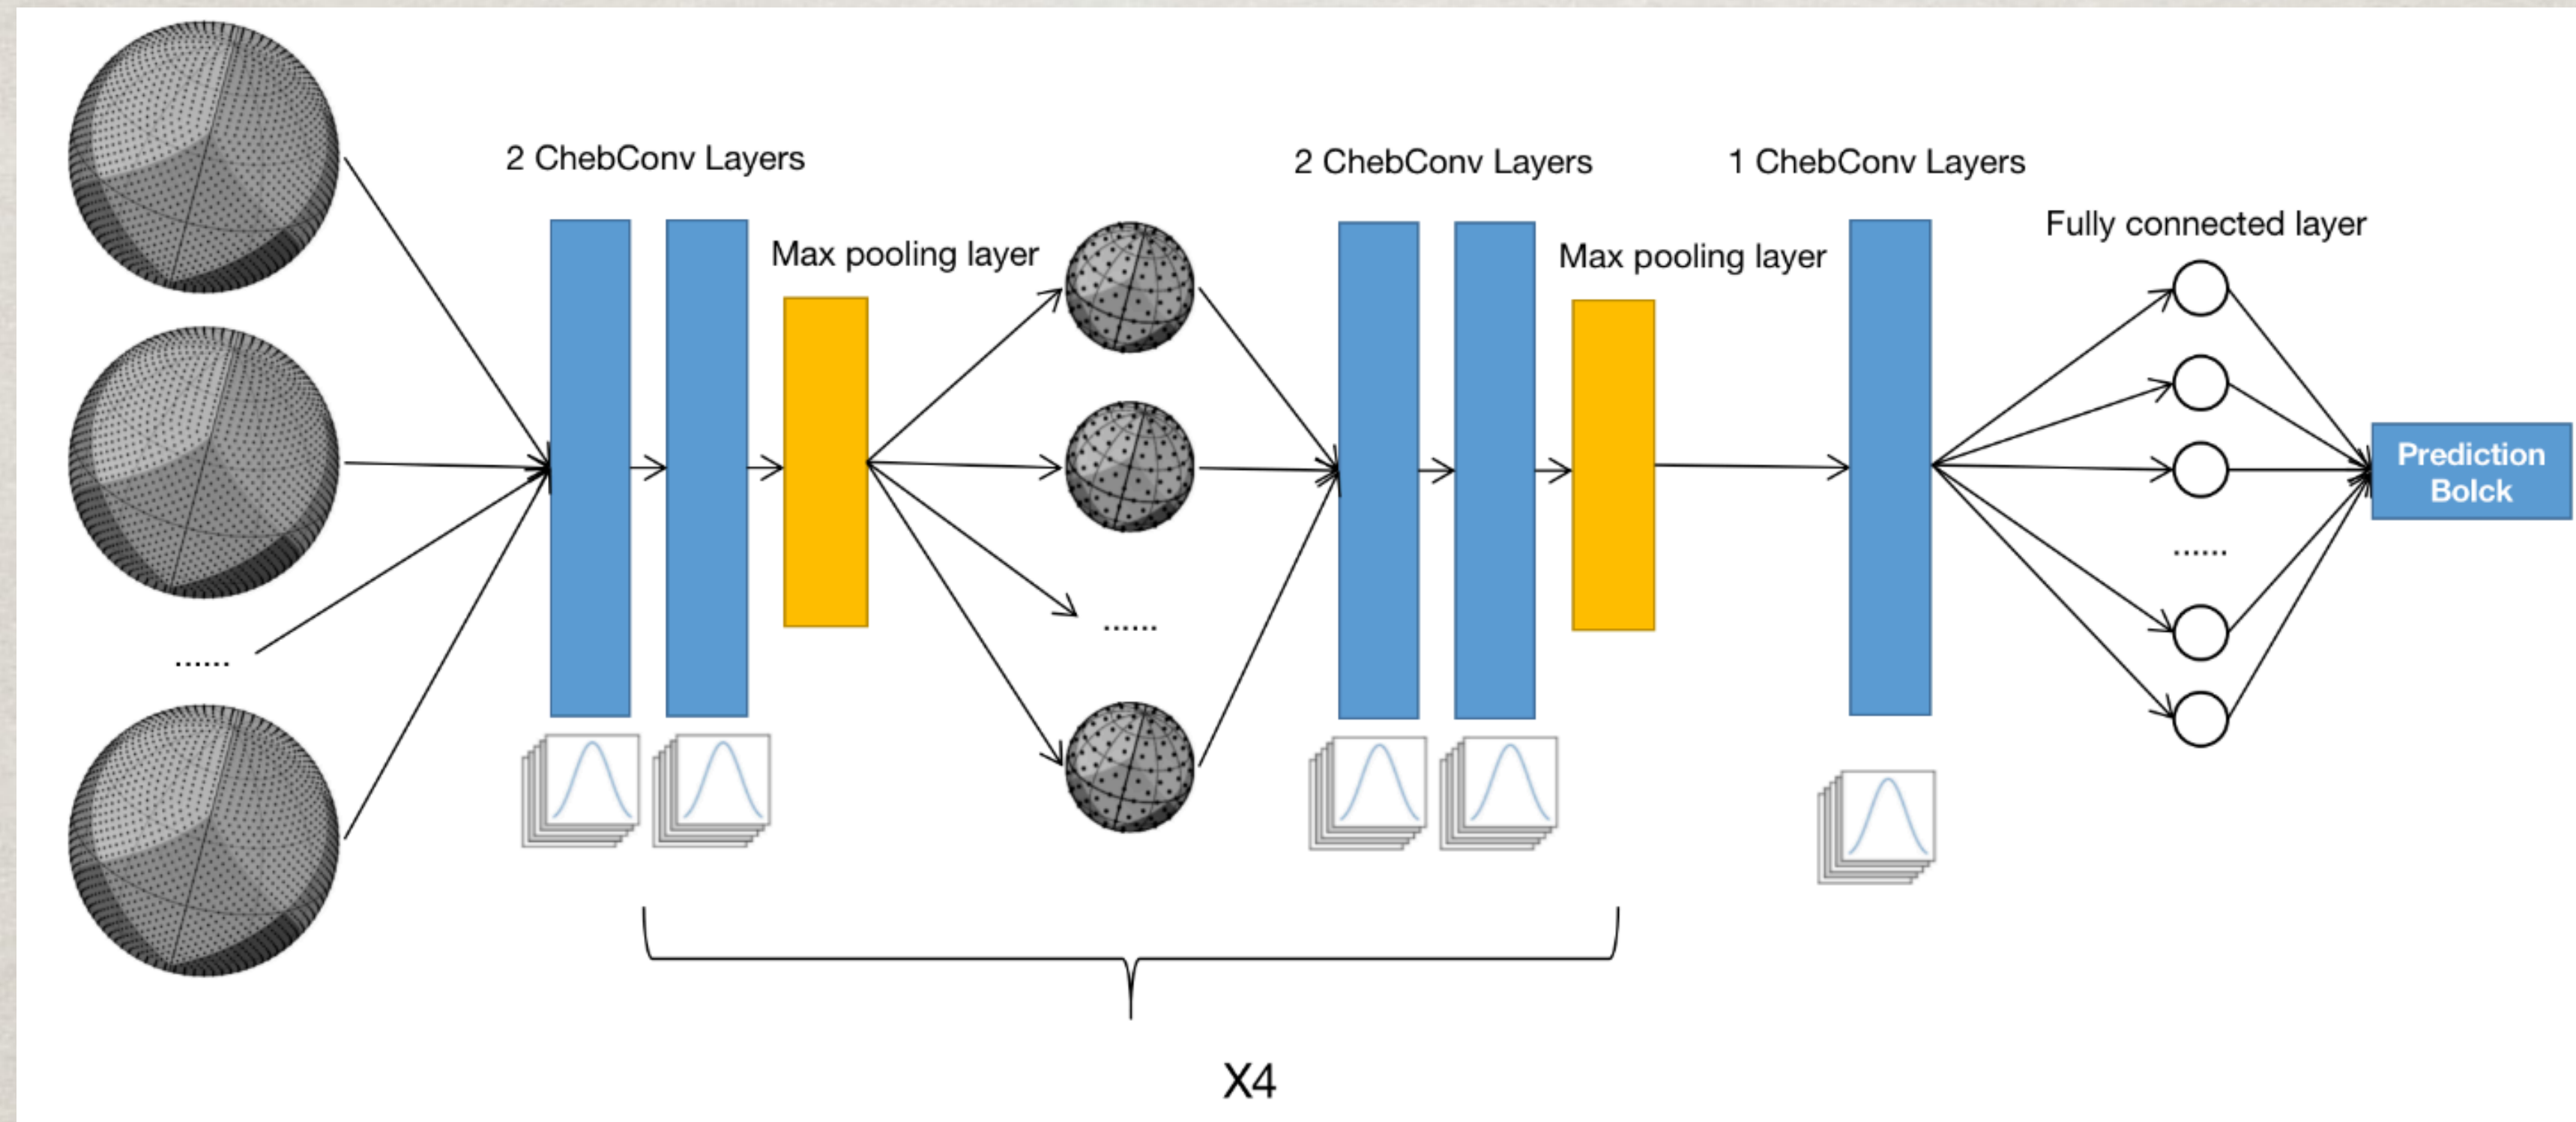 2 ChebConv Layers
Max pooling layer
2 ChebConv Layers
Max pooling layer
1 ChebConv Layers
Fully connected layer
Prediction
Bolck
......
......
......
X4